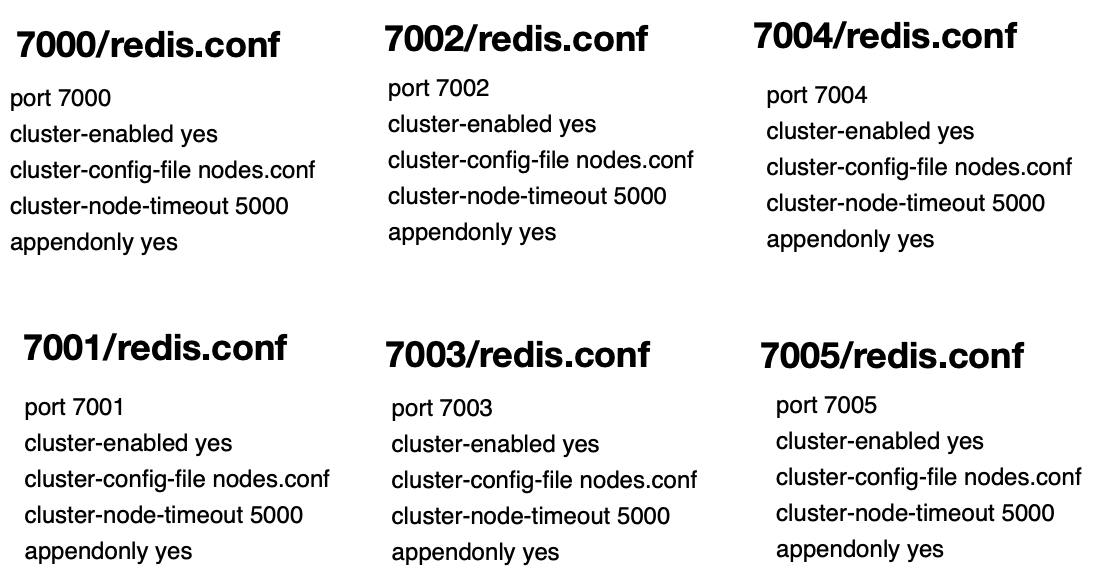 7000/redis.conf
port 7000
cluster-enabled yes
cluster-config-file nodes.conf
cluster-node-timeout 5000
appendonly yes
7002/redis.conf
port 7002
cluster-enabled yes
cluster-config-file nodes.conf
cluster-node-timeout 5000
appendonly yes
7004/redis.conf
port 7004
cluster-enabled yes
cluster-config-file nodes.conf
cluster-node-timeout 5000
appendonly yes
7001/redis.conf
port 7001
cluster-enabled yes
cluster-config-file nodes.conf
cluster-node-timeout 5000
appendonly yes
7003/redis.conf
port 7003
cluster-enabled yes
cluster-config-file nodes.conf
cluster-node-timeout 5000
appendonly yes
7005/redis.conf
port 7005
cluster-enabled yes
cluster-config-file nodes.conf
cluster-node-timeout 5000
appendonly yes